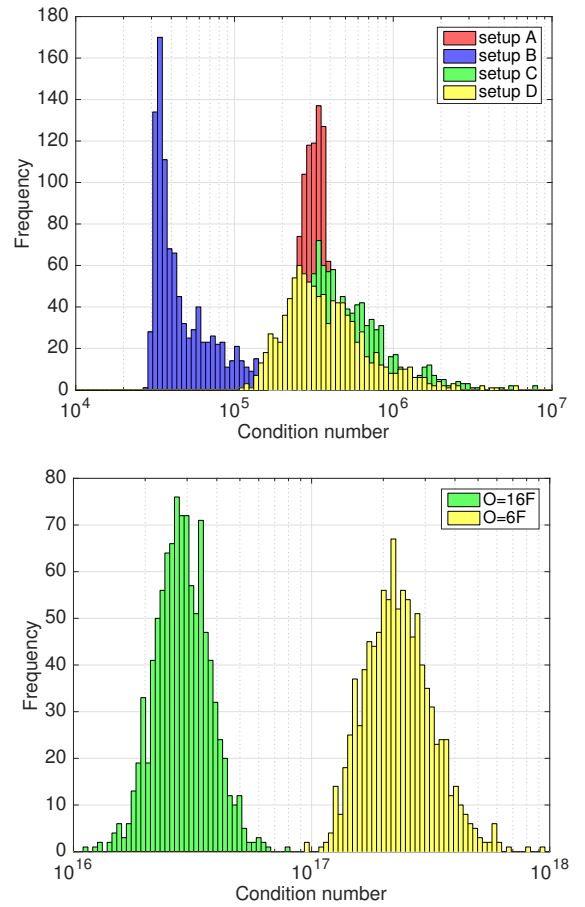 180
160
140
120
100
80
60
40
20
0
Frequency
setup A
setup B
setup C
setup D
10^4
10^5
10^6
10^7
Condition number
80
70
60
50
40
30
20
10
0
Frequency
O=16F
O=6F
10^16
10^17
10^18
Condition number